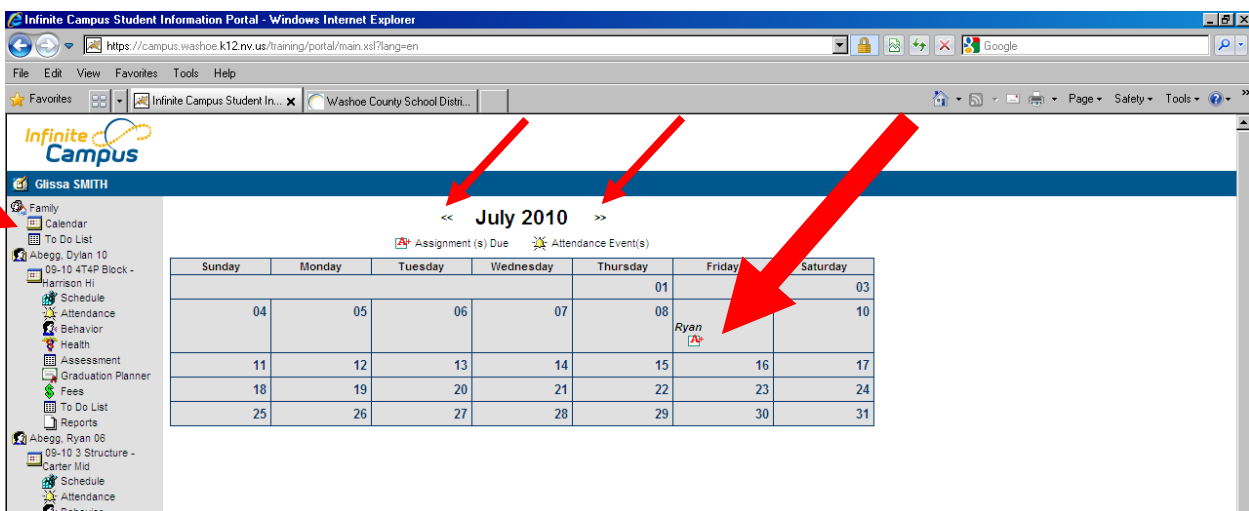 Infinite Campus Student Information Portal - Windows Internet Explorer
https://campus.washoe.k12.nv.us/training/portal/main.xsl?lang=en
Google
File Edit View Favorites Tools Help
Favorites Infinite Campus Student In... Washoe County School Distri... Page Safety Tools
Infinite Campus
Glissa SMITH
Family
Calendar
To Do List
Abegg, Dylan 10
09-10 4T4P Block -
Harrison Hi
Schedule
Attendance
Behavior
Health
Assessment
Graduation Planner
Fees
To Do List
Reports
Abegg, Ryan 06
09-10 3 Structure -
Carter Mid
Schedule
Attendance
Behavior
<< July 2010 >>
A+ Assignment (s) Due Attendance Event(s)
Sunday Monday Tuesday Wednesday Thursday Friday Saturday
01 03
04 05 06 07 08 10
Ryan
A+
11 12 13 14 15 16 17
18 19 20 21 22 23 24
25 26 27 28 29 30 31